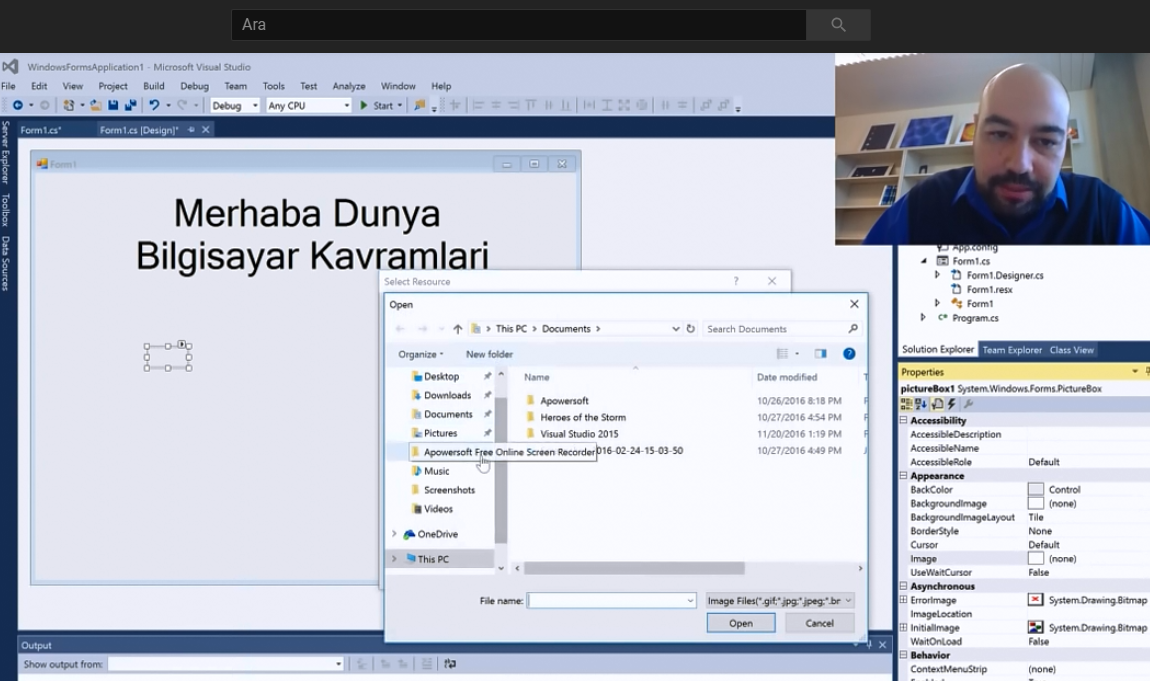 Ara
WindowsFormsApplication1 - Microsoft Visual Studio
File Edit View Project Build Debug Team Tools Test Analyze Window Help
Debug Any CPU Start
Form1.cs* Form1.cs [Design]*
Server Explorer
Toolbox
Data Sources
Form1
Merhaba Dunya
Bilgisayar Kavramlari
Select Resource ?
Open
This PC > Documents > Search Documents
Organize New folder
Name Date modified
Desktop
Downloads
Documents
Pictures
Apowersoft Free Online Screen Recorder
Music
Screenshots
Videos
OneDrive
This PC
Apowersoft 10/26/2016 8:18 PM
Heroes of the Storm 10/27/2016 4:54 PM
Visual Studio 2015 11/20/2016 1:19 PM
016-02-24-15-03-50 10/27/2016 4:49 PM
File name: Image Files(*.gif;*.jpg;*.jpeg;*.br
Open Cancel
App.config
Form1.cs
Form1.Designer.cs
Form1.resx
Form1
Program.cs
Solution Explorer Team Explorer Class View
Properties
pictureBox1 System.Windows.Forms.PictureBox
Accessibility
AccessibleDescription
AccessibleName
AccessibleRole Default
Appearance
BackColor Control
BackgroundImage (none)
BackgroundImageLayout Tile
BorderStyle None
Cursor Default
Image (none)
UseWaitCursor False
Asynchronous
ErrorImage System.Drawing.Bitmap
ImageLocation
InitialImage System.Drawing.Bitmap
WaitOnLoad False
Behavior
ContextMenuStrip (none)
Output
Show output from: